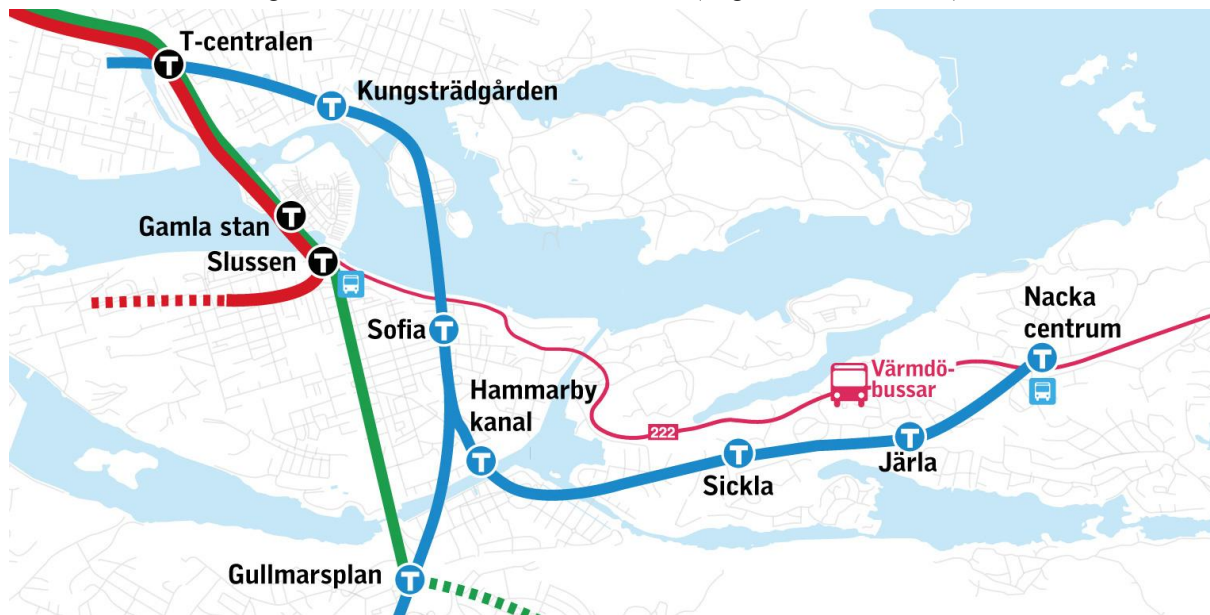 T-centralen
Kungsträdgården
Gamla stan
Slussen
Sofia
Hammarby
kanal
Nacka
centrum
Värmdö-
bussar
222
Sickla
Järla
Gullmarsplan
T
T
T
T
T
T
T
T
T
T